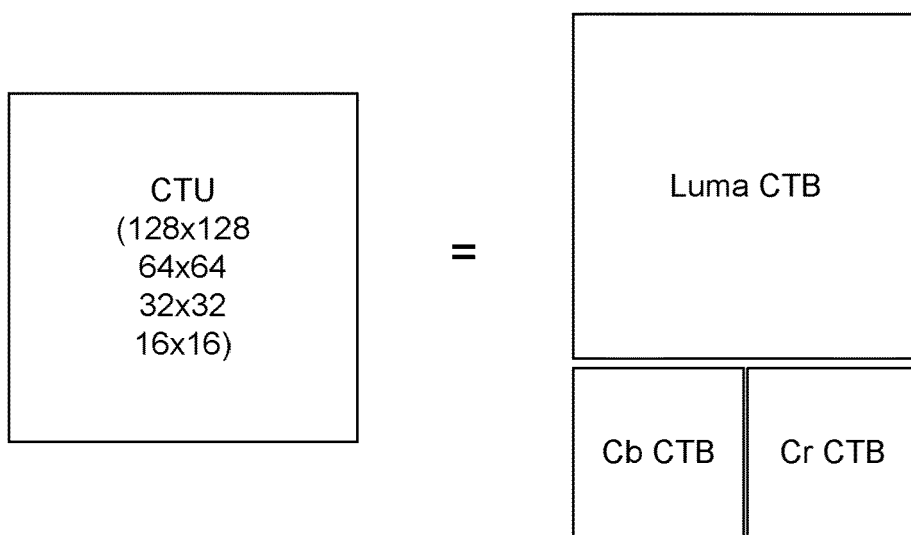 CTU
(128x128
64x64
32x32
16x16)
=
Luma CTB
Cb CTB
Cr CTB